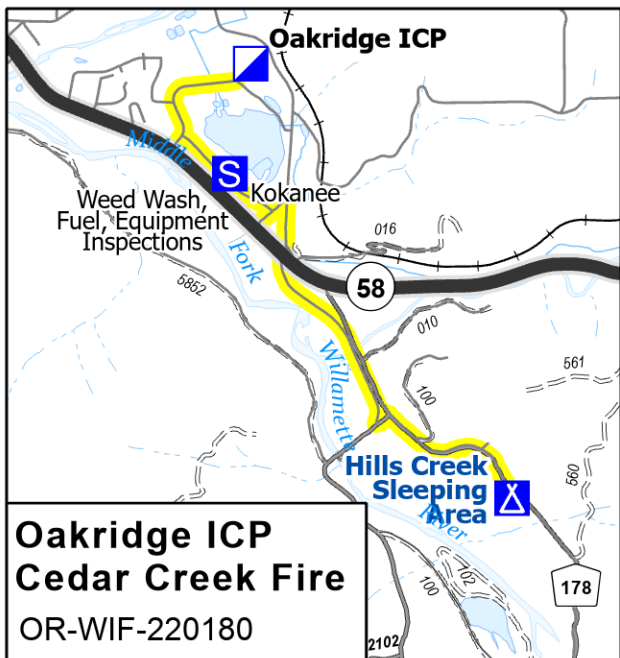 Oakridge ICP
Middle
S
Kokanee
Weed Wash,
Fuel, Equipment
Inspections
Fork
016
5852
58
010
Willamette
100
561
560
Hills Creek
Sleeping
Area
River
178
102
100
2102
Oakridge ICP
Cedar Creek Fire
OR-WIF-220180